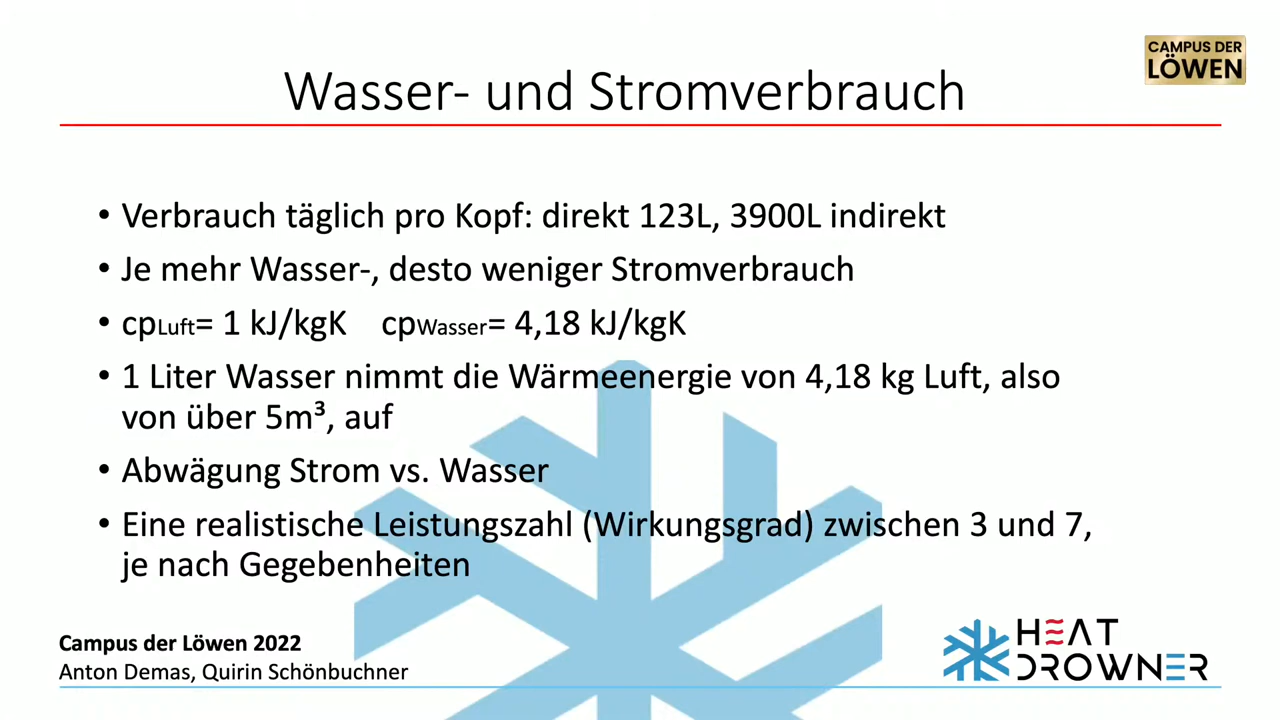 CAMPUS DER
LÖWEN
Wasser- und Stromverbrauch
• Verbrauch täglich pro Kopf: direkt 123L, 3900L indirekt
• Je mehr Wasser-, desto weniger Stromverbrauch
• cpLuft= 1 kJ/kgK cpWasser= 4,18 kJ/kgK
• 1 Liter Wasser nimmt die Wärmeenergie von 4,18 kg Luft, also
von über 5m³, auf
• Abwägung Strom vs. Wasser
• Eine realistische Leistungszahl (Wirkungsgrad) zwischen 3 und 7,
je nach Gegebenheiten
Campus der Löwen 2022
Anton Demas, Quirin Schönbuchner
HEAT
DROWNER